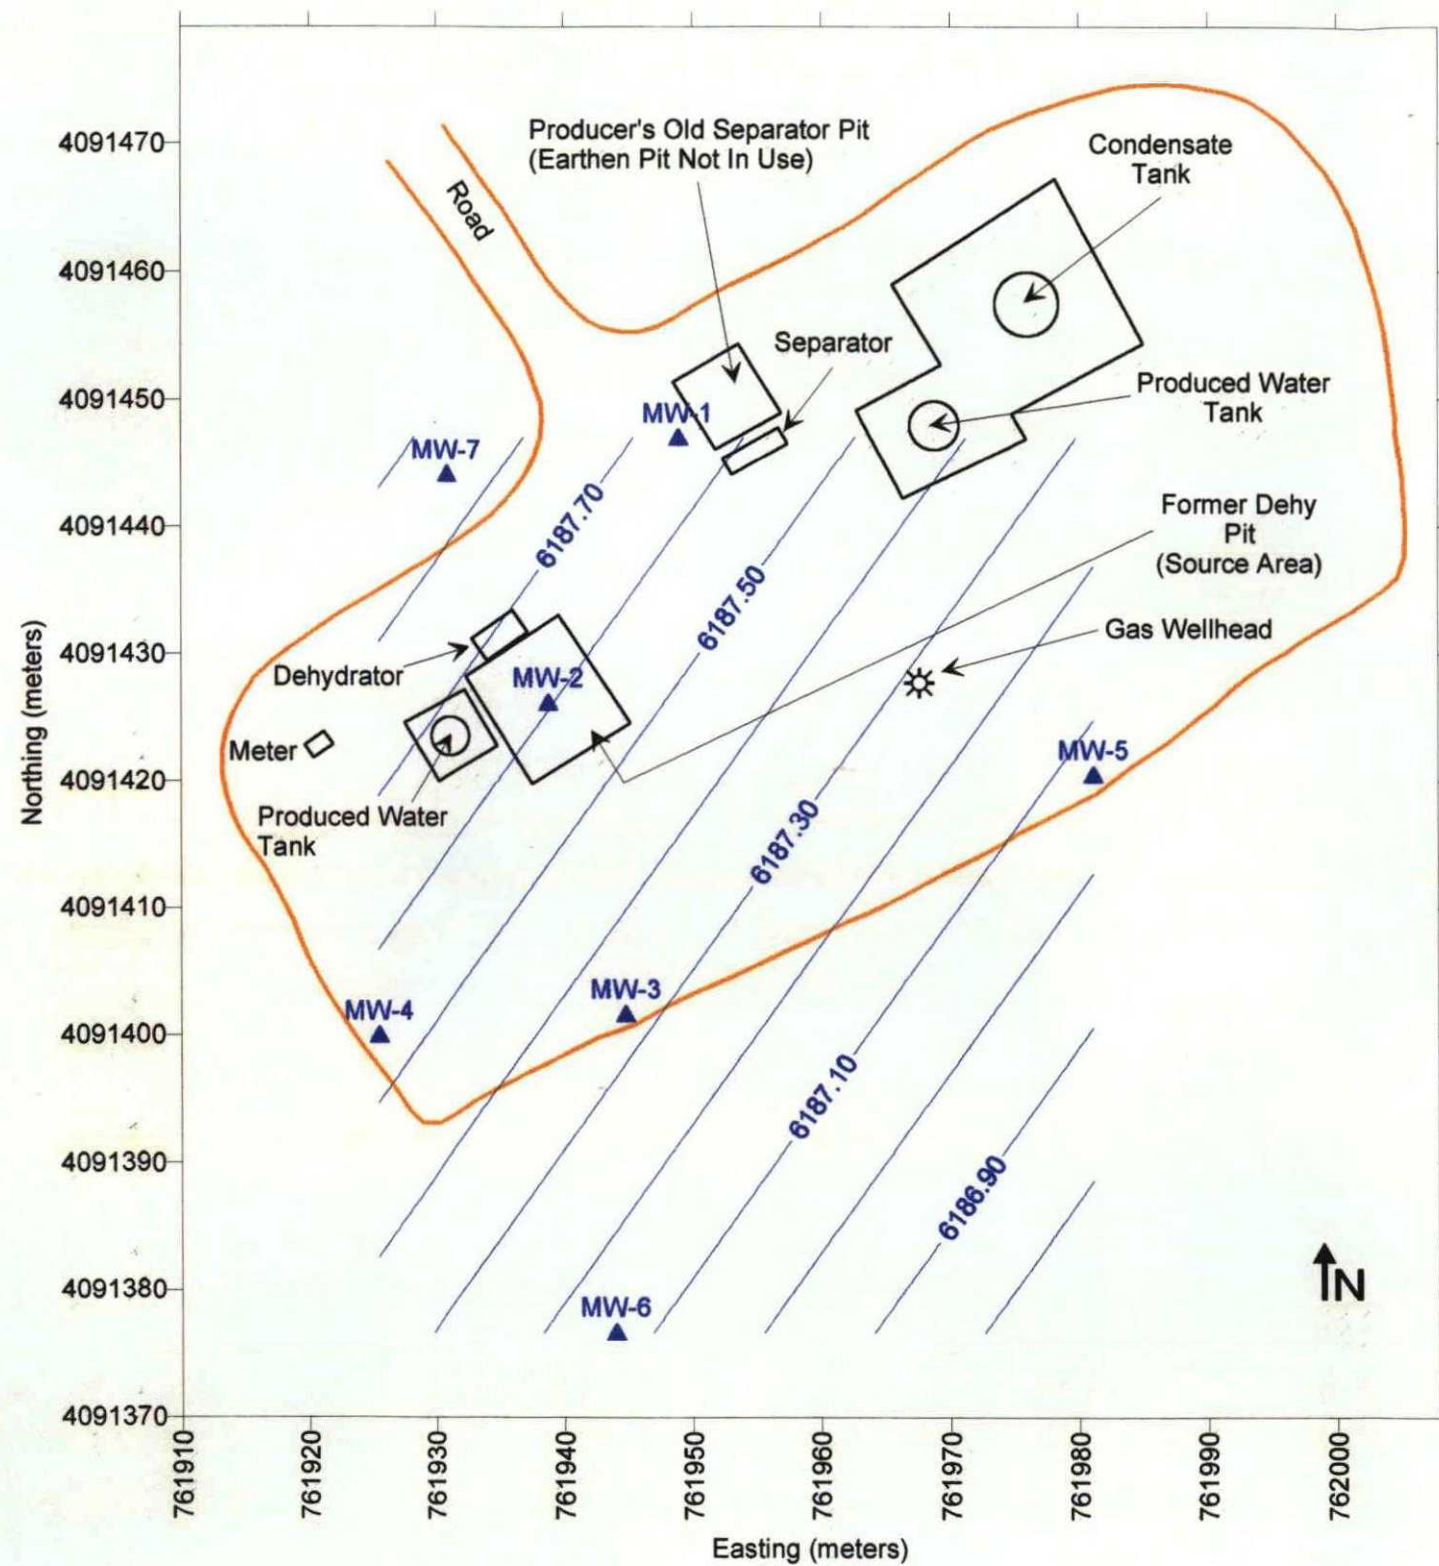 4091470
4091460
4091450
4091440
4091430
4091420
4091410
4091400
4091390
4091380
4091370
Northing (meters)
Producer's Old Separator Pit
(Earthen Pit Not In Use)
Condensate
Tank
Road
Separator
MW-1
Produced Water
Tank
MW-7
6187.70
Former Dehy
Pit
(Source Area)
6187.50
Gas Wellhead
Dehydrator
MW-2
Meter
MW-5
Produced Water
Tank
6187.30
MW-3
MW-4
6187.10
6186.90
MW-6
N
761910
761920
761930
761940
761950
761960
761970
761980
761990
762000
Easting (meters)